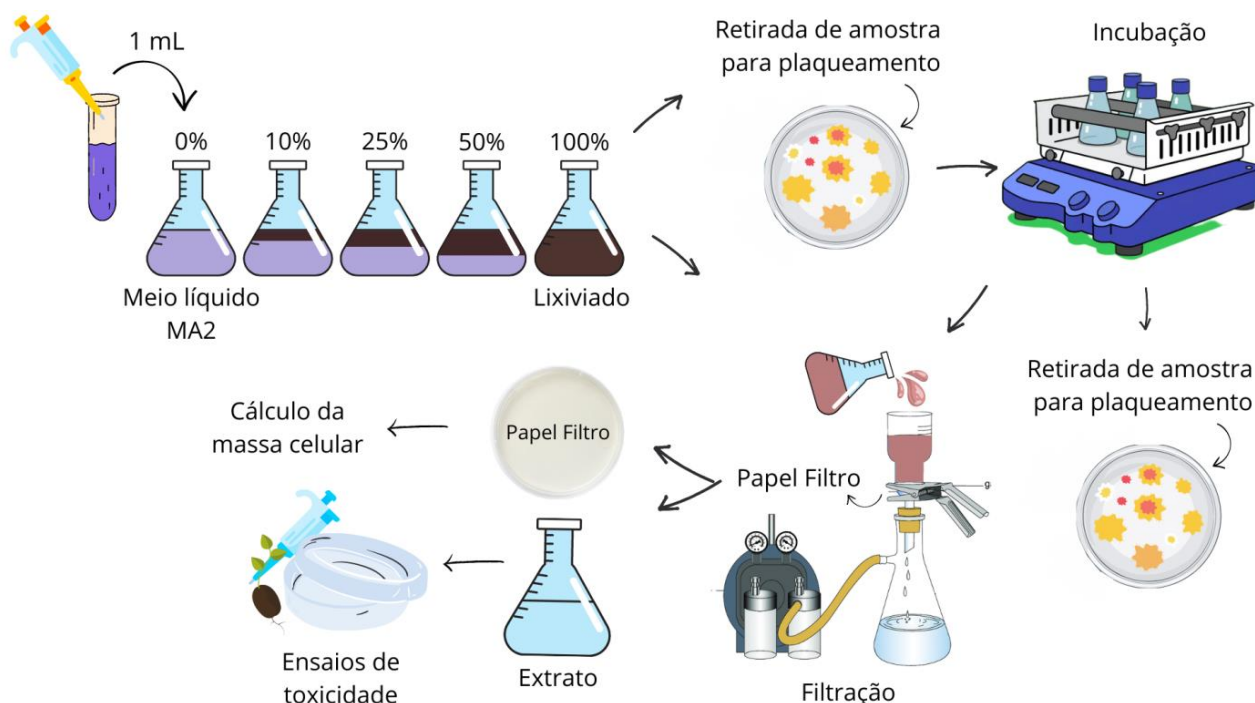 1 mL
0%
10%
25%
50%
100%
Meio líquido
MA2
Lixiviado
Retirada de amostra
para plaqueamento
Incubação
Retirada de amostra
para plaqueamento
Papel Filtro
Filtração
Papel Filtro
Cálculo da
massa celular
Extrato
Ensaios de
toxicidade